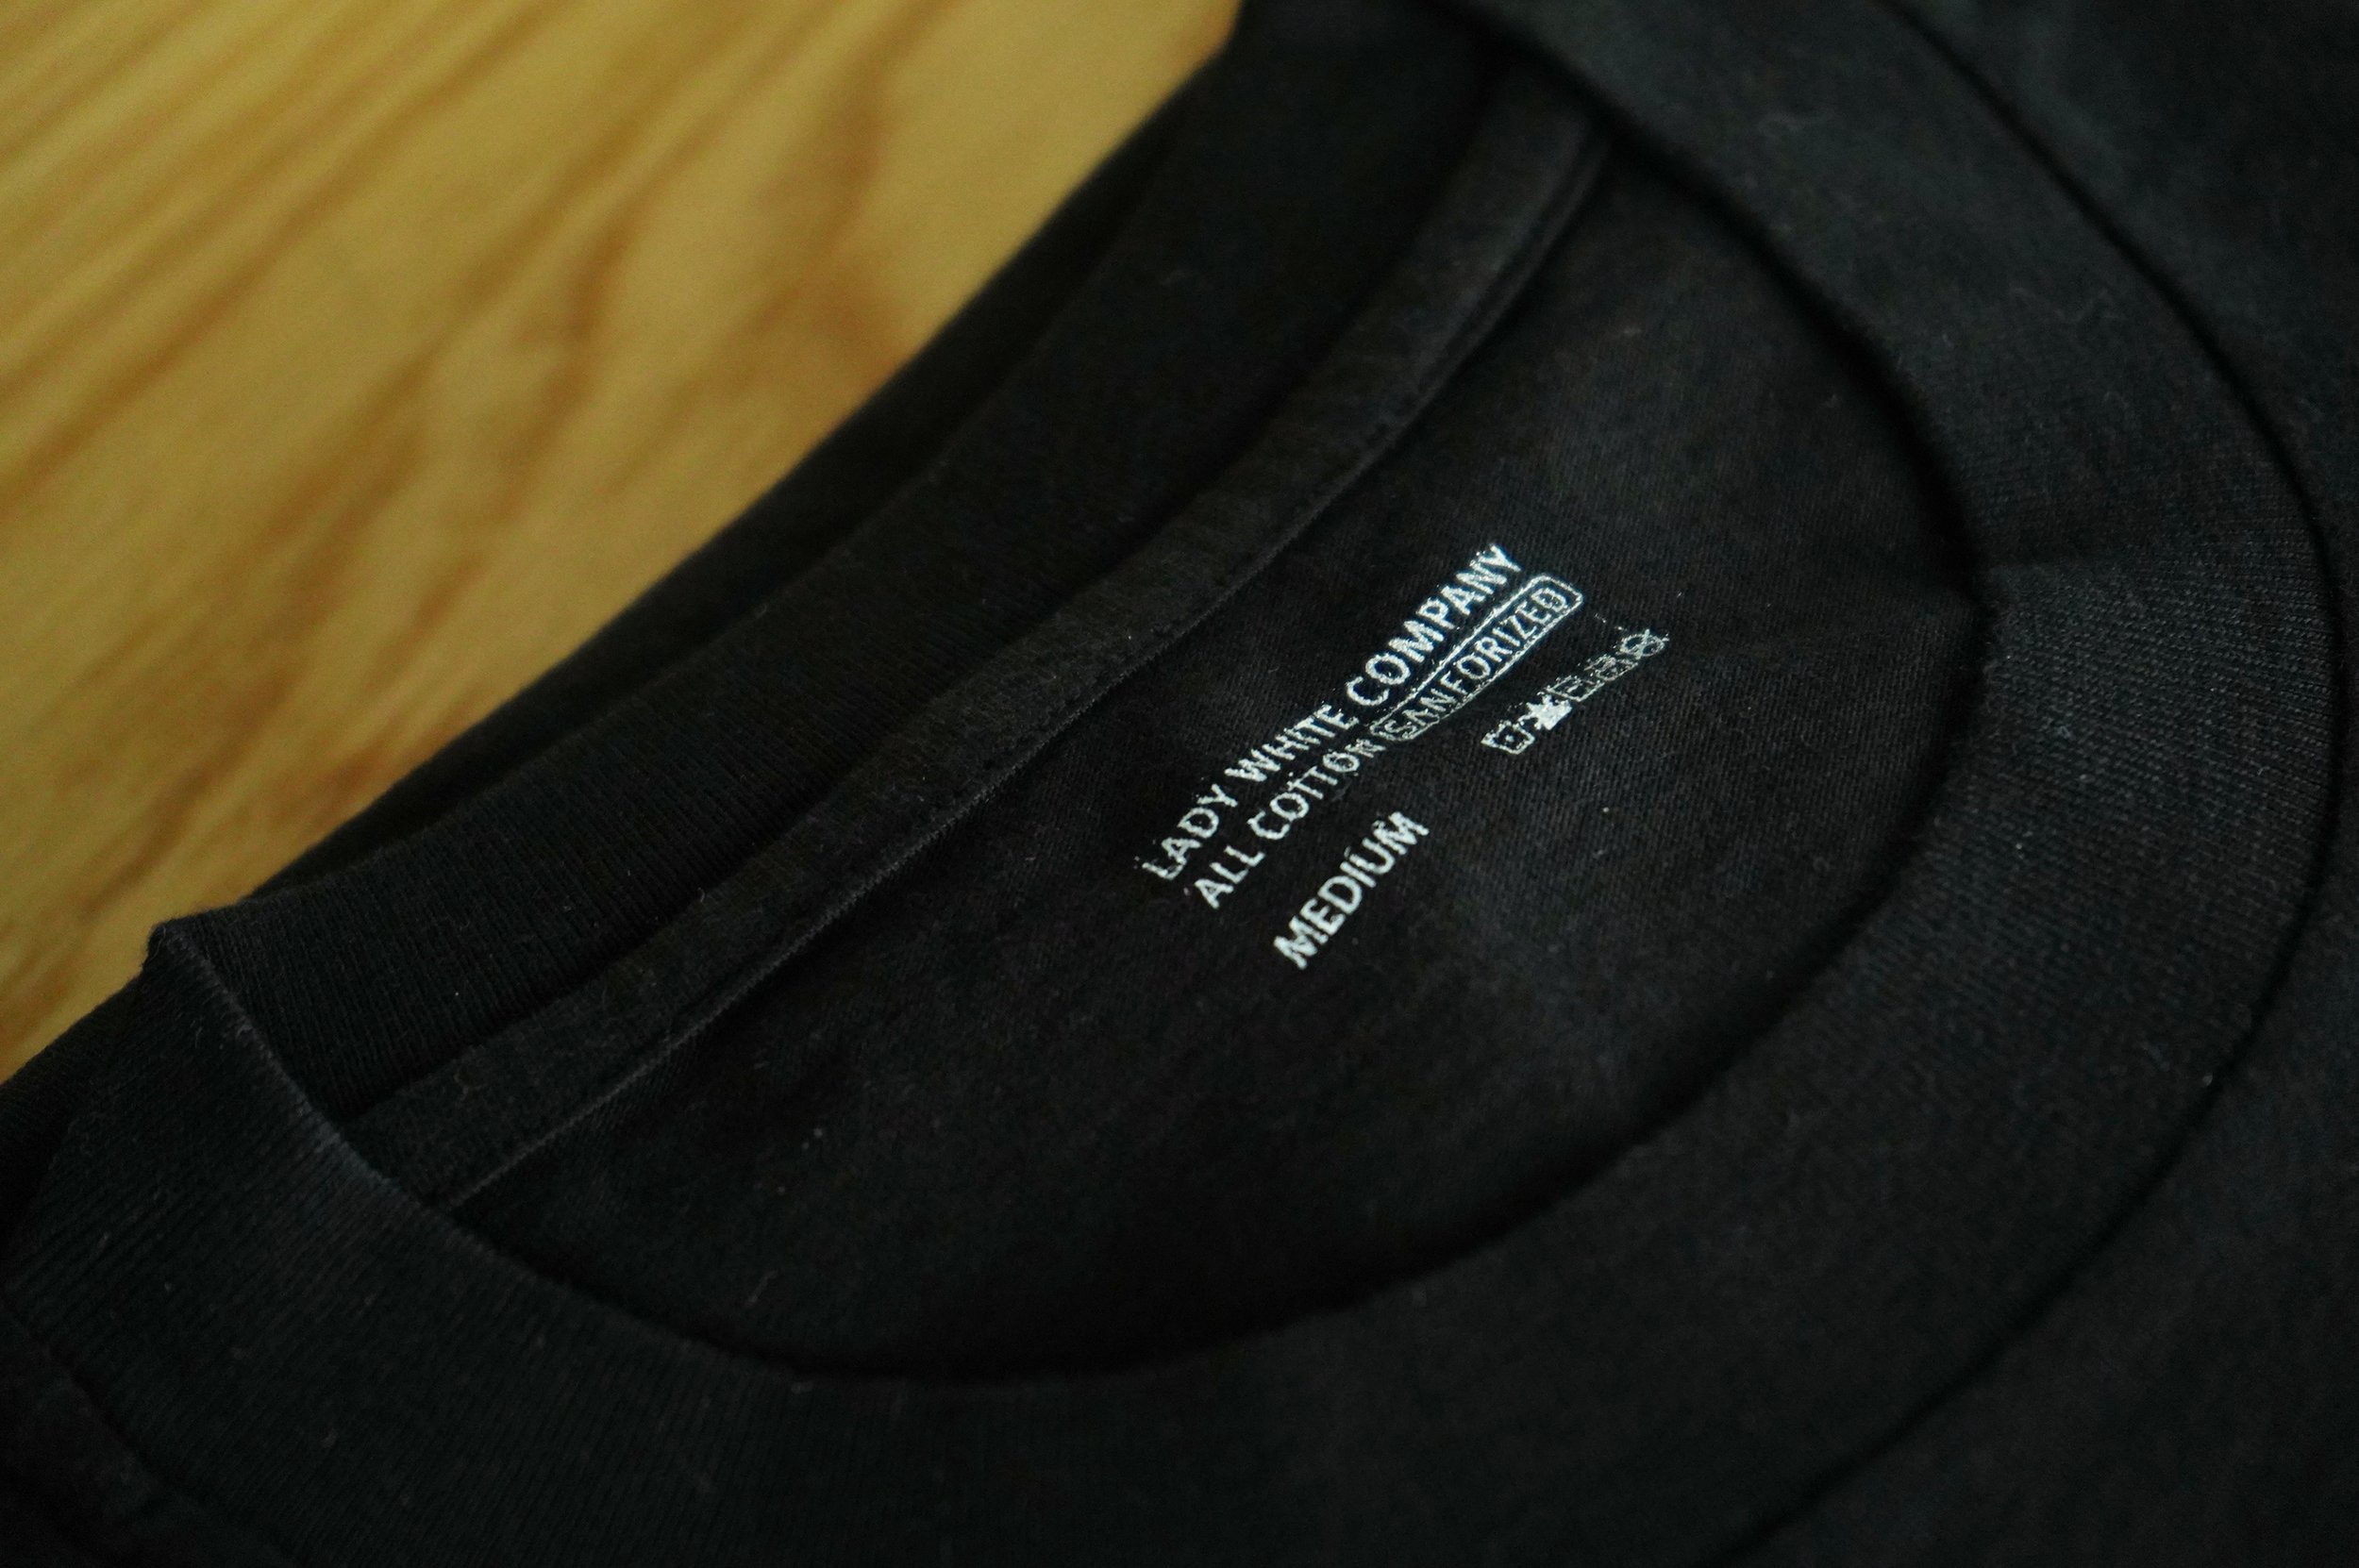 LADY WHITE COMPANY
ALL COTTON SANFORIZED
MEDIUM